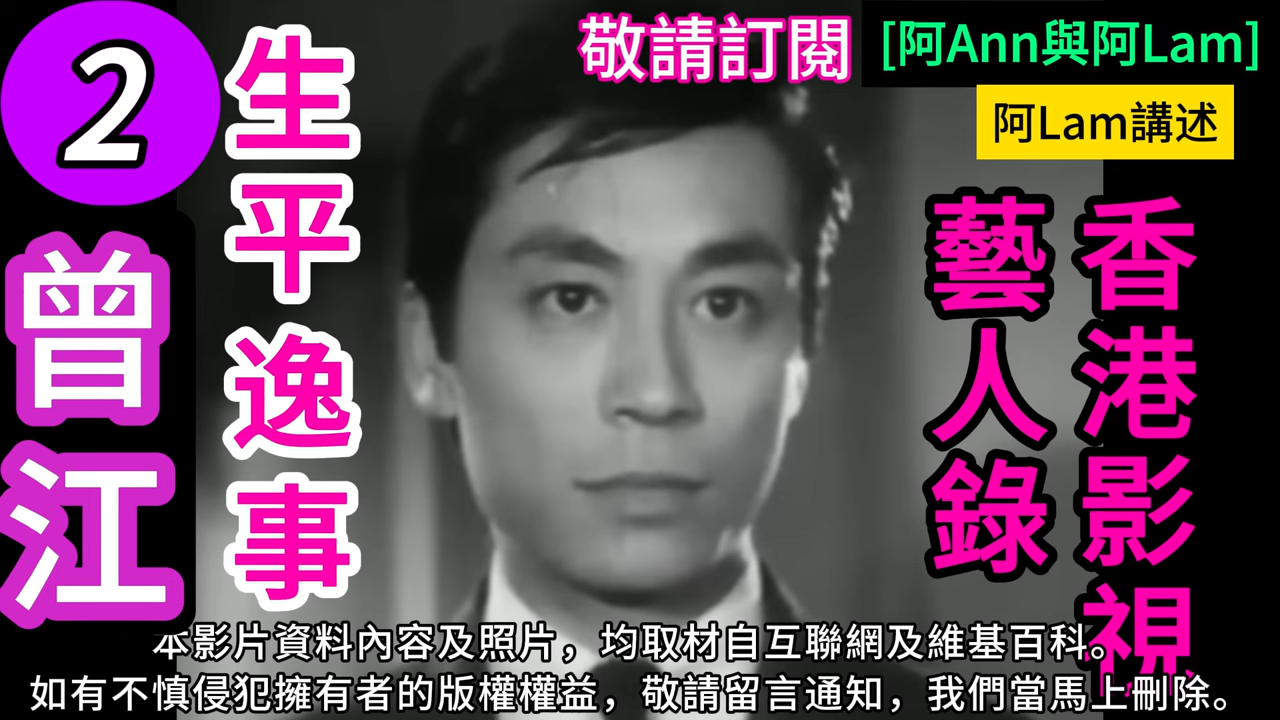 2
曾江
生平逸事
敬請訂閱
[阿Ann與阿Lam]
阿Lam講述
香港影視
藝人錄
本影片資料內容及照片，均取材自互聯網及維基百科。
如有不慎侵犯擁有者的版權權益，敬請留言通知，我們當馬上刪除。